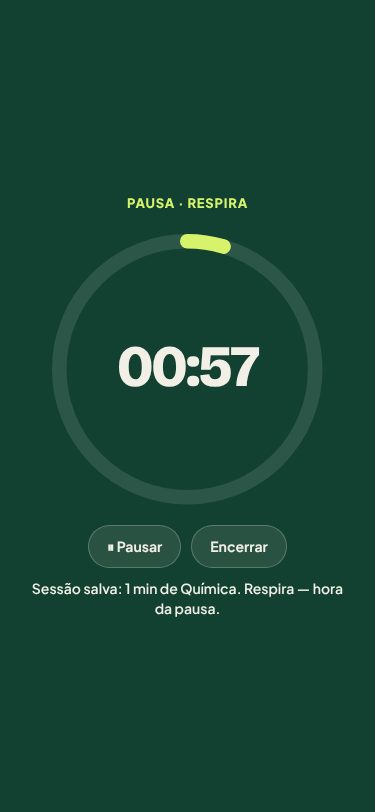 PAUSA · RESPIRA
00:57
⏸ Pausar
Encerrar
Sessão salva: 1 min de Química. Respira — hora
da pausa.